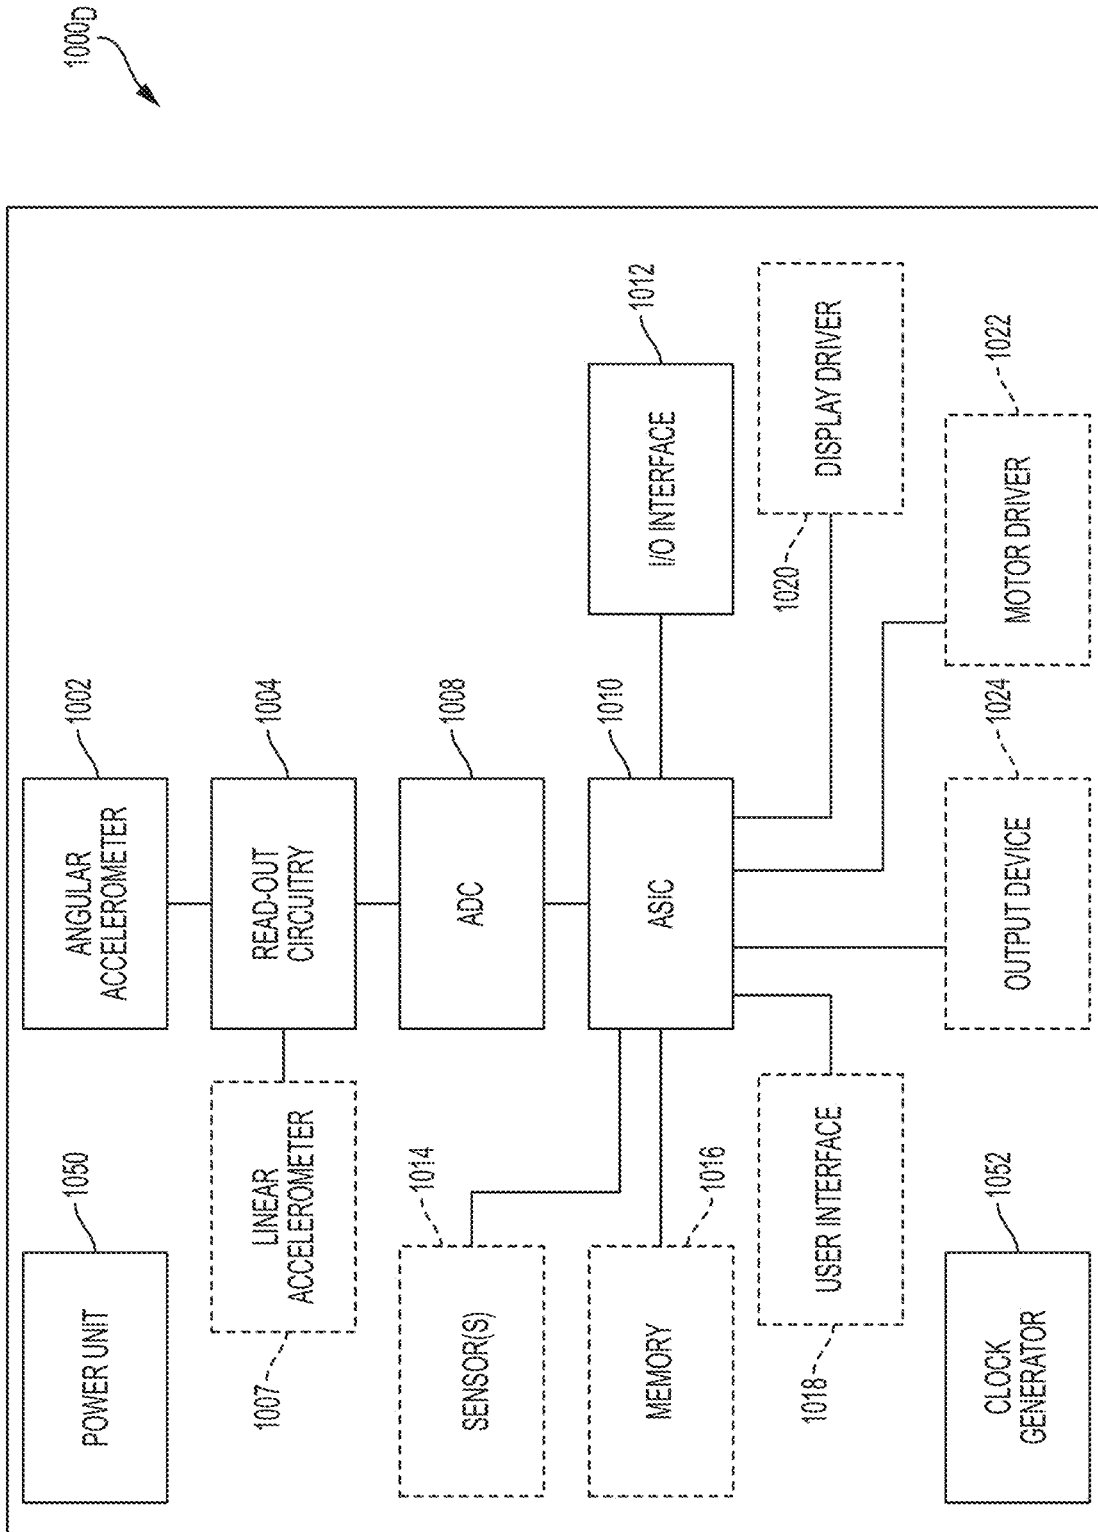 1000D
POWER UNIT
1050
ANGULAR
ACCELEROMETER
1002
LINEAR
ACCELEROMETER
1007
READ-OUT
CIRCUITRY
1004
SENSOR(S)
1014
ADC
1008
MEMORY
1016
ASIC
1010
I/O INTERFACE
1012
USER INTERFACE
1018
DISPLAY DRIVER
1020
CLOCK
GENERATOR
1052
OUTPUT DEVICE
1024
MOTOR DRIVER
1022